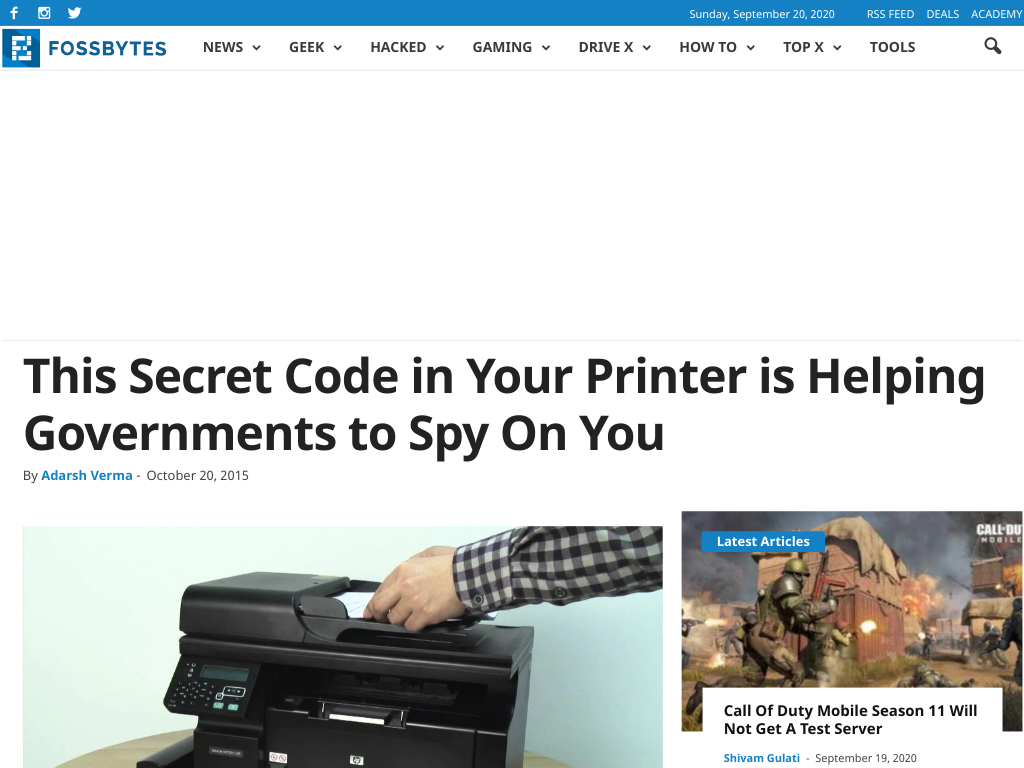 Sunday, September 20, 2020
RSS FEED
DEALS
ACADEMY
FOSSBYTES
NEWS
GEEK
HACKED
GAMING
DRIVE X
HOW TO
TOP X
TOOLS
This Secret Code in Your Printer is Helping
Governments to Spy On You
By Adarsh Verma - October 20, 2015
Latest Articles
CALL OF DU
MOBILE
hp
Call Of Duty Mobile Season 11 Will
Not Get A Test Server
Shivam Gulati - September 19, 2020